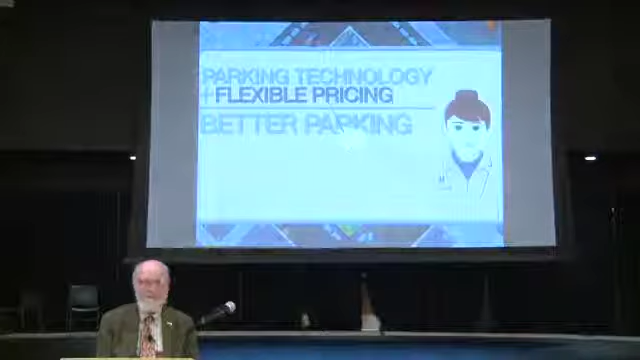 PARKING TECHNOLOGY
+ FLEXIBLE PRICING
BETTER PARKING